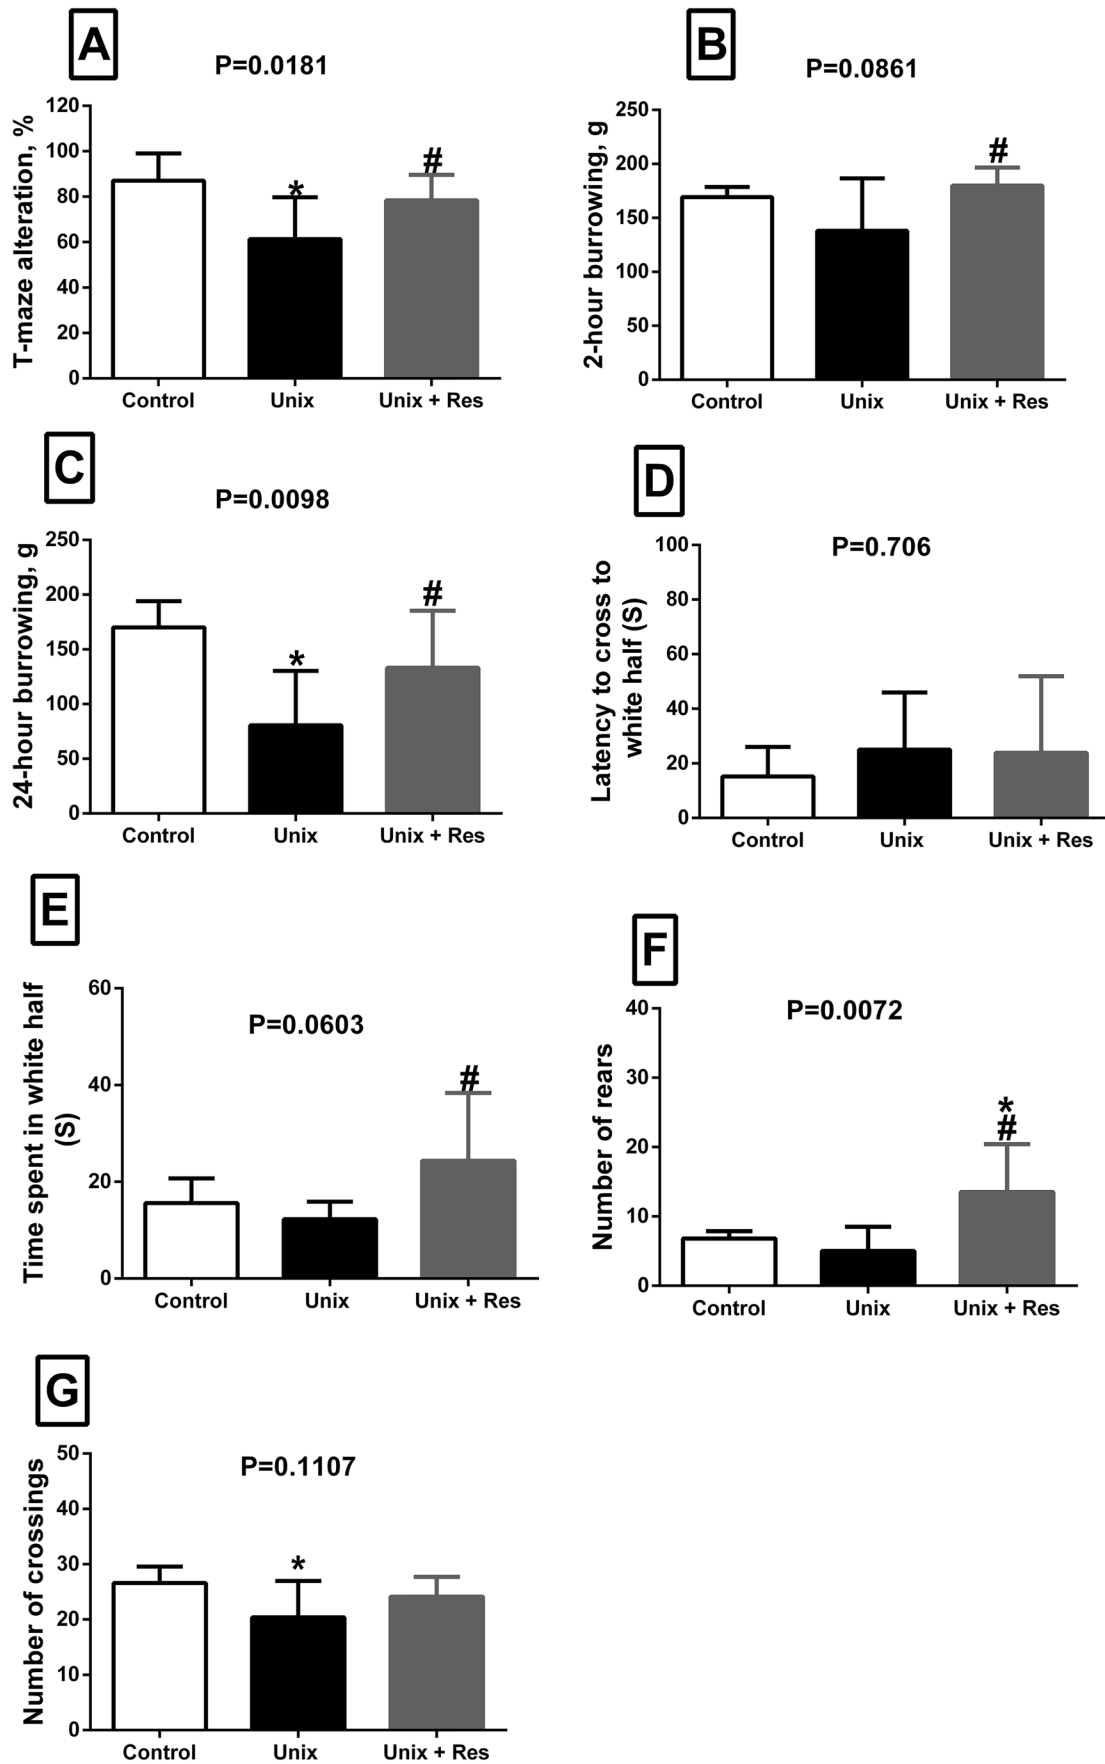 A
P=0.0181
T-maze alteration, %
120
100
80
60
40
20
0
*
#
Control Unix Unix + Res
B
P=0.0861
2-hour burrowing, g
250
200
150
100
50
0
#
Control Unix Unix + Res
C
P=0.0098
24-hour burrowing, g
250
200
150
100
50
0
*
#
Control Unix Unix + Res
D
P=0.706
Latency to cross to
white half (S)
100
80
60
40
20
0
Control Unix Unix + Res
E
P=0.0603
Time spent in white half
(S)
60
40
20
0
#
Control Unix Unix + Res
F
P=0.0072
Number of rears
40
30
20
10
0
*
#
Control Unix Unix + Res
G
P=0.1107
Number of crossings
50
40
30
20
10
0
*
Control Unix Unix + Res